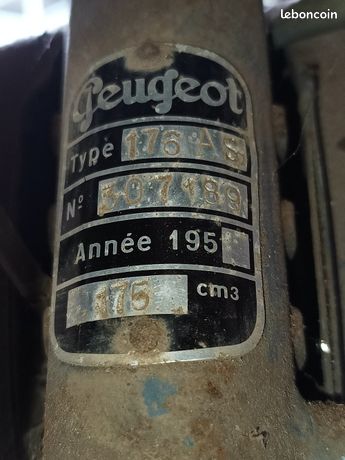 leboncoin
Peugeot
Type 176 AS
N° 507189
Année 195
175 cm3